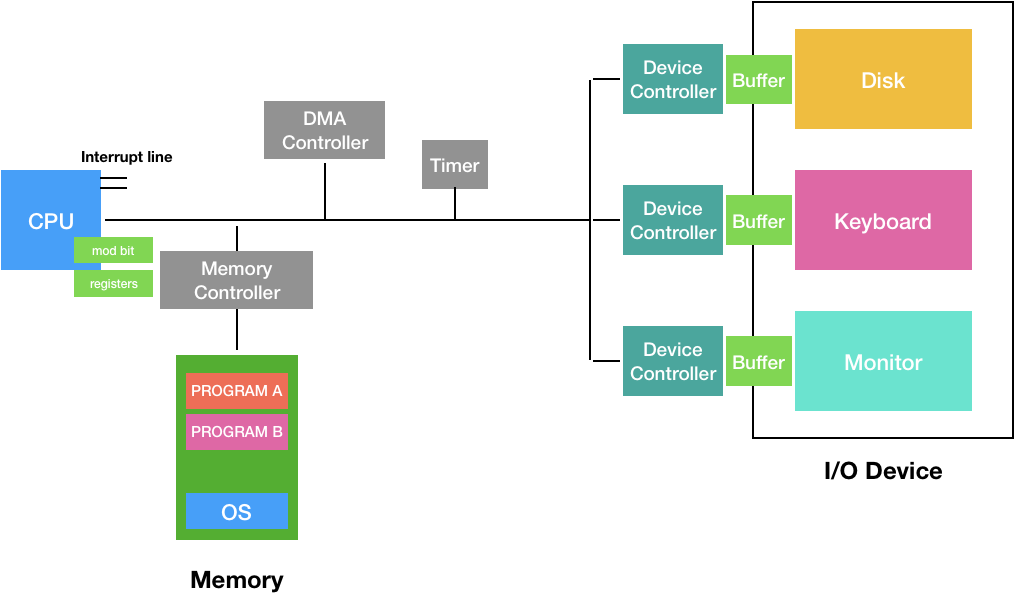 Interrupt line
CPU
mod bit
registers
DMA
Controller
Timer
Memory
Controller
PROGRAM A
PROGRAM B
OS
Memory
Device
Controller
Buffer
Disk
Device
Controller
Buffer
Keyboard
Device
Controller
Buffer
Monitor
I/O Device